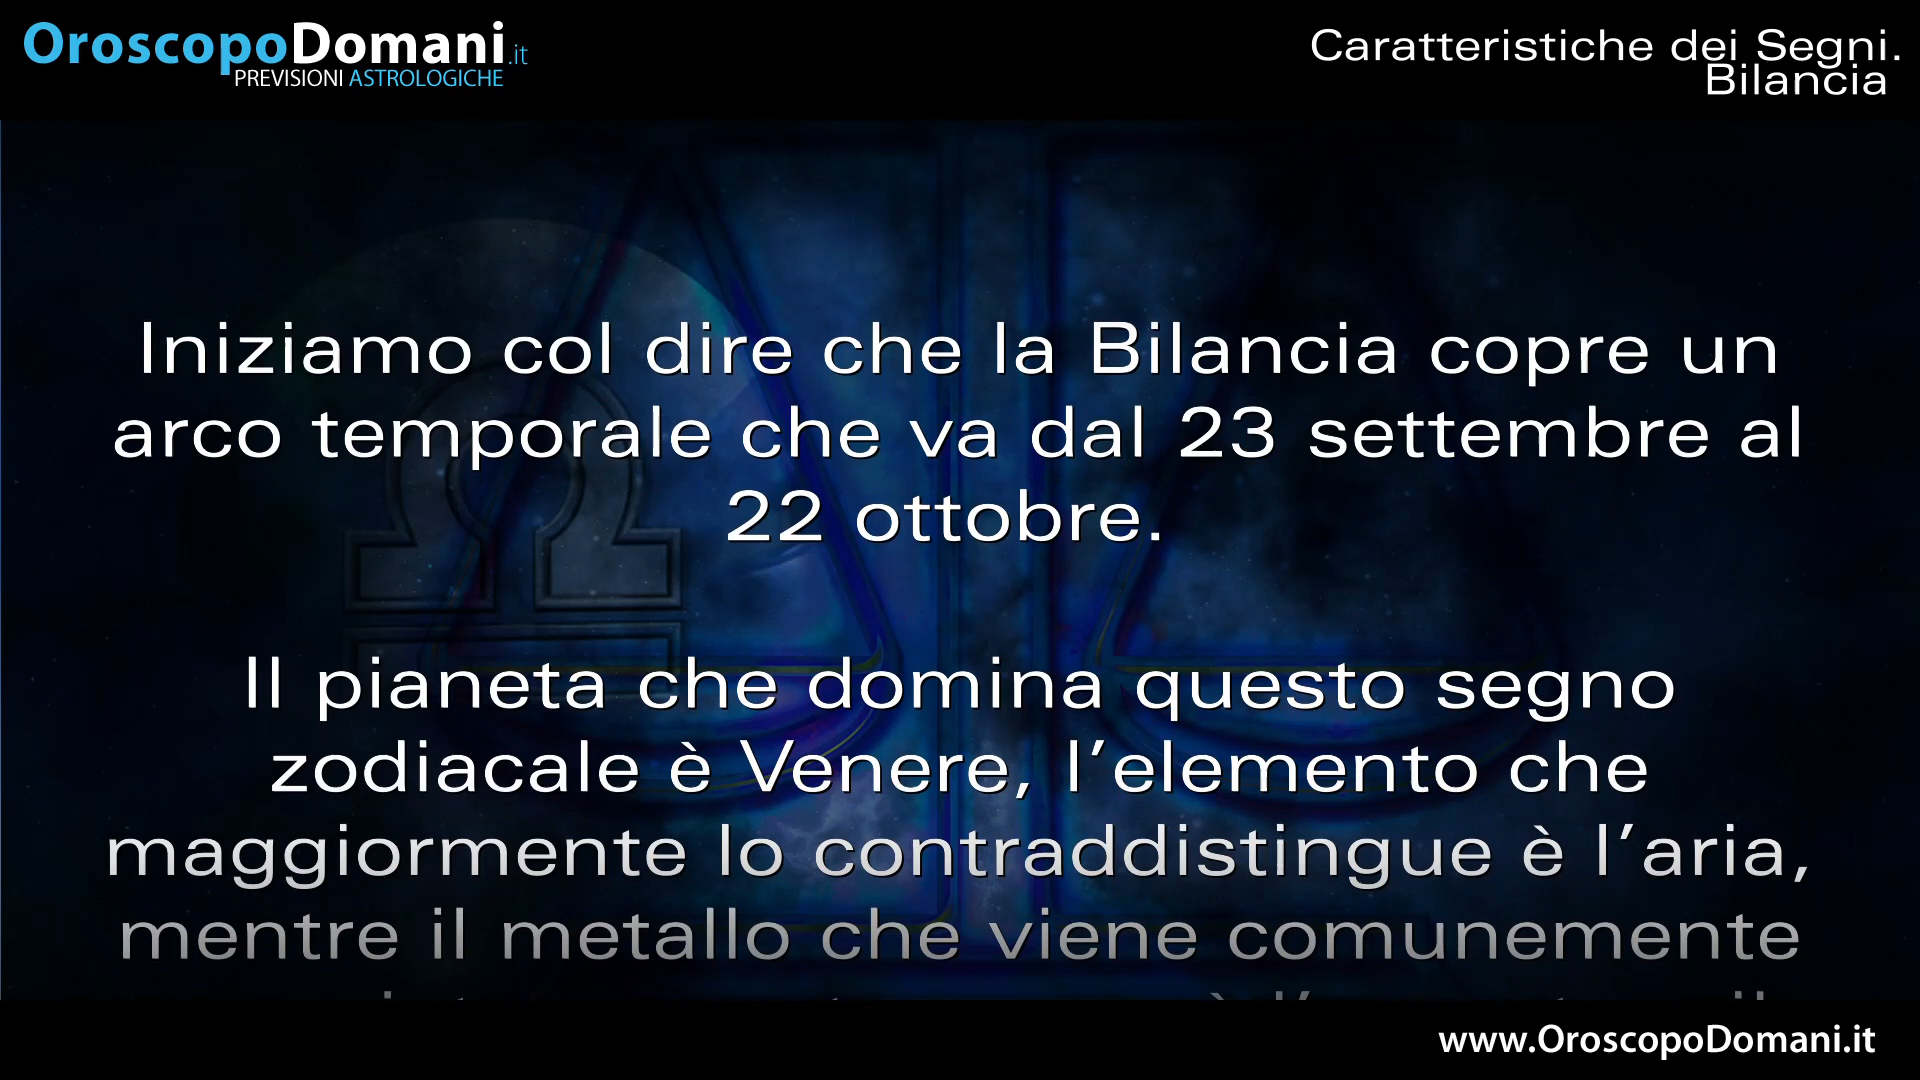 OroscopoDomani.it
PREVISIONI ASTROLOGICHE
Caratteristiche dei Segni.
Bilancia
Iniziamo col dire che la Bilancia copre un
arco temporale che va dal 23 settembre al
22 ottobre.
Il pianeta che domina questo segno
zodiacale è Venere, l'elemento che
maggiormente lo contraddistingue è l'aria,
mentre il metallo che viene comunemente
www.OroscopoDomani.it